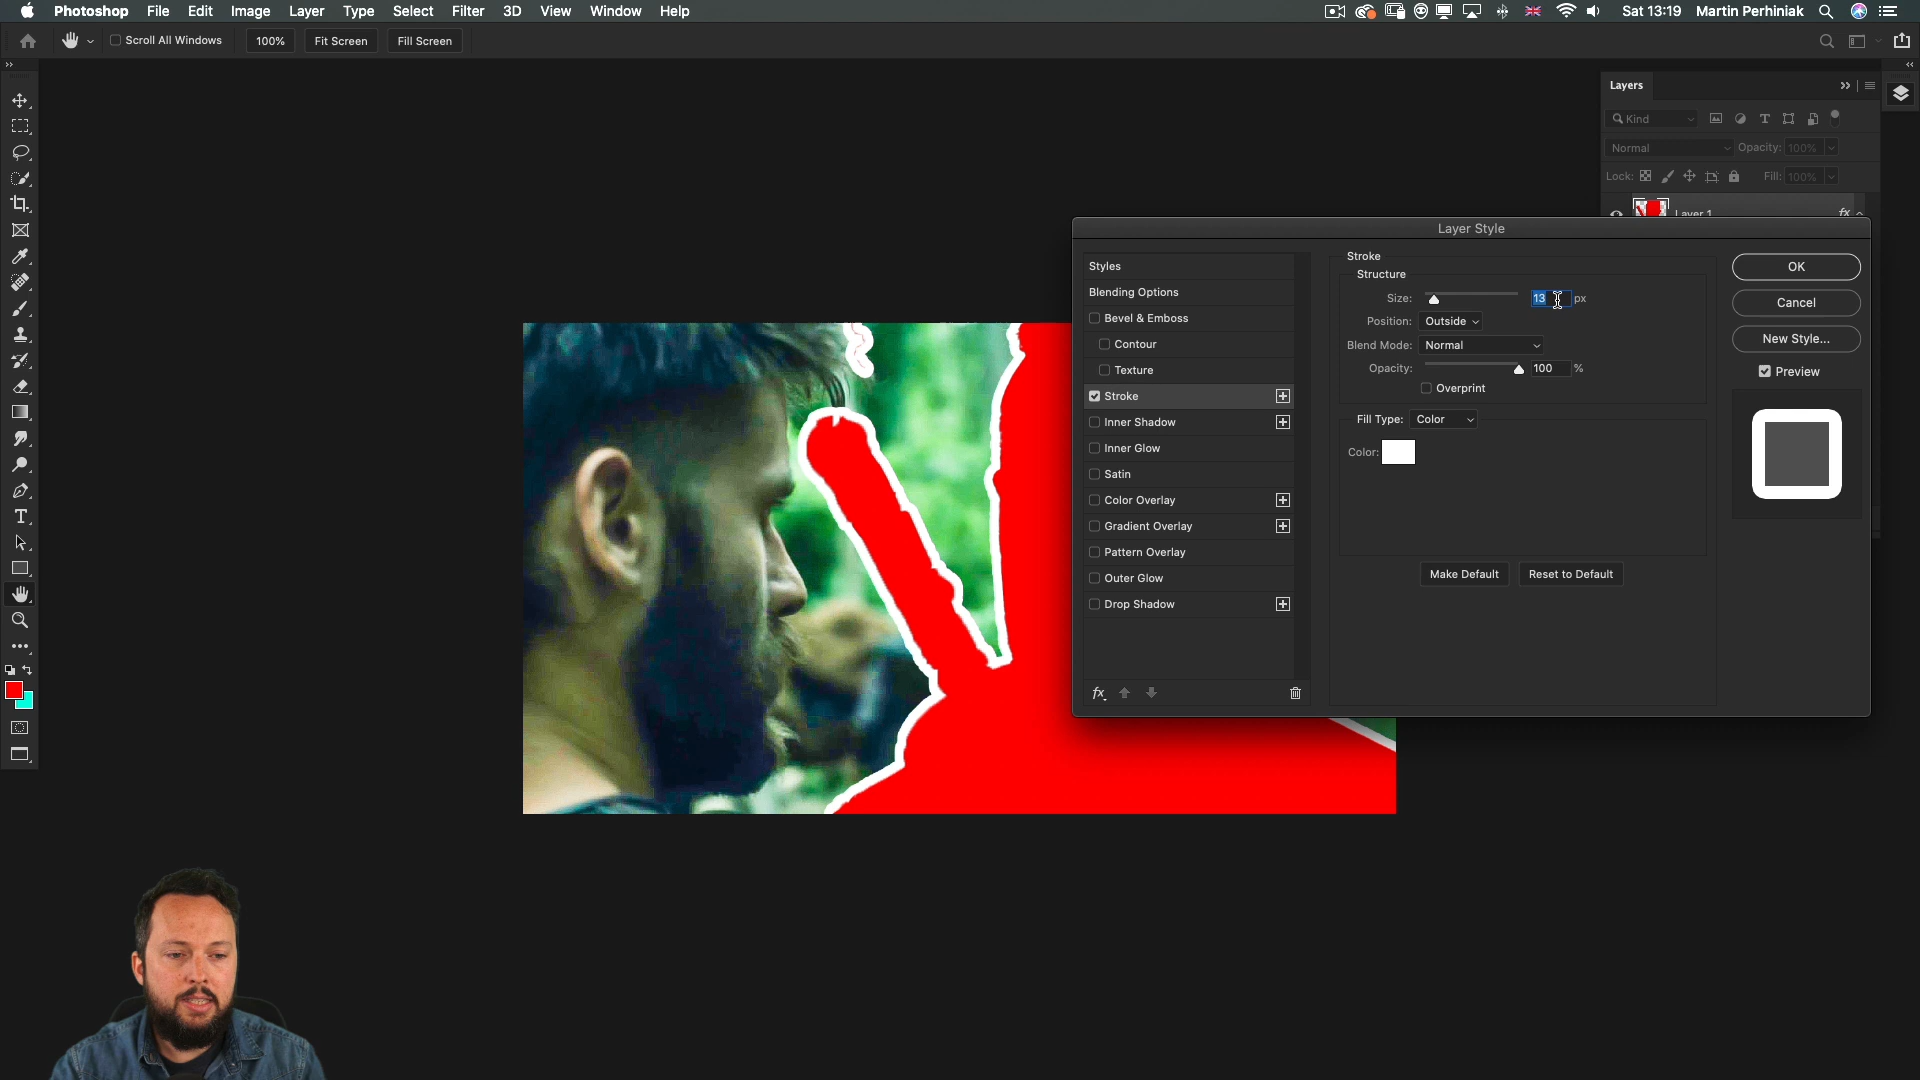 Photoshop File Edit Image Layer Type Select Filter 3D View Window Help Sat 13:19 Martin Perhiniak
Scroll All Windows 100% Fit Screen Fill Screen
Layers
Kind
Normal Opacity: 100%
Lock: Fill: 100%
Layer 1 fx
Layer Style
Styles
Blending Options
Bevel & Emboss
Contour
Texture
Stroke
Inner Shadow
Inner Glow
Satin
Color Overlay
Gradient Overlay
Pattern Overlay
Outer Glow
Drop Shadow
fx
Stroke
Structure
Size: 13 px
Position: Outside
Blend Mode: Normal
Opacity: 100 %
Overprint
Fill Type: Color
Color:
Make Default Reset to Default
OK
Cancel
New Style...
Preview